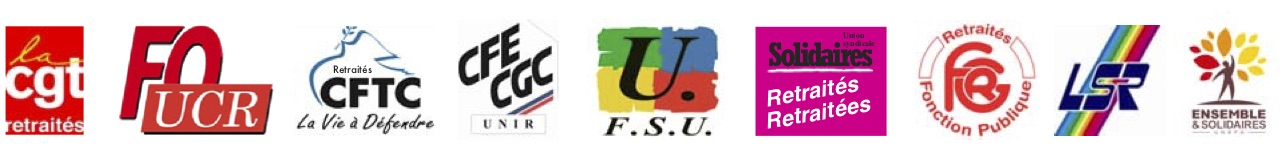 la
cgt
retraités
FO
UCR
Retraités
CFTC
La Vie à Défendre
CFE
CGC
UNIR
U.
F.S.U.
Union
syndicale
Solidaires
Retraités
Retraitées
Retraités
FGR
Fonction Publique
LSR
ENSEMBLE
& SOLIDAIRES
UNRPA